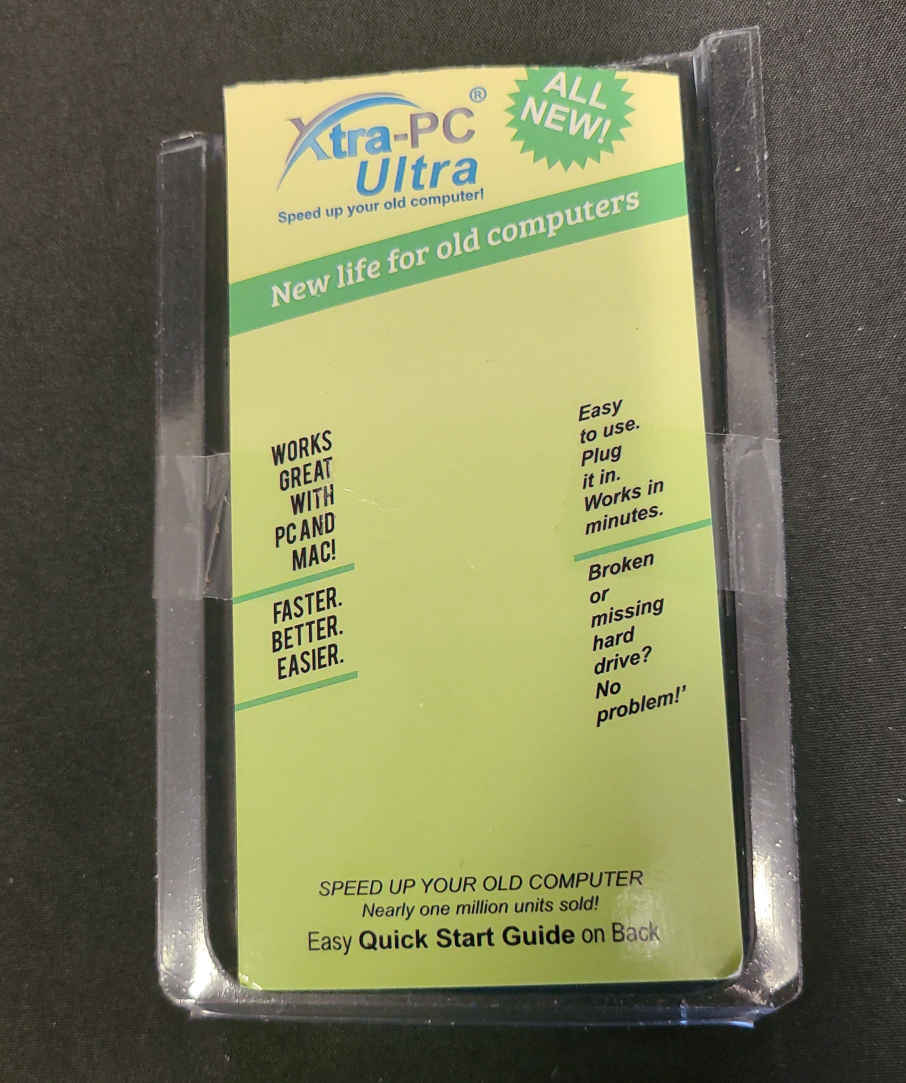 Xtra-PC®
Ultra
Speed up your old computer!
ALL
NEW!
New life for old computers
WORKS
GREAT
WITH
PC AND
MAC!
FASTER.
BETTER.
EASIER.
Easy
to use.
Plug
it in.
Works in
minutes.
Broken
or
missing
hard
drive?
No
problem!'
SPEED UP YOUR OLD COMPUTER
Nearly one million units sold!
Easy Quick Start Guide on Back